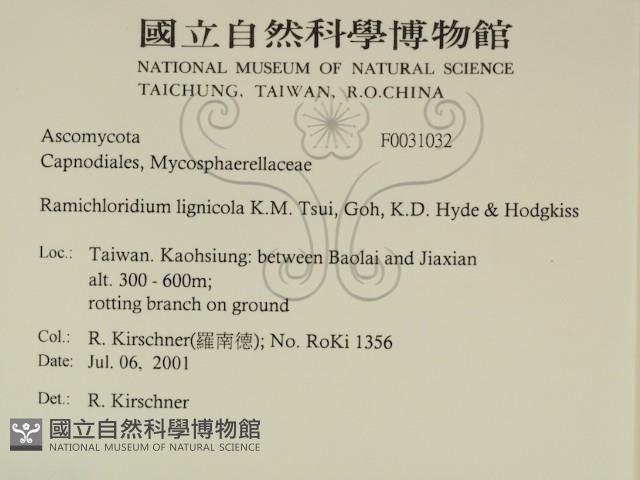 國立自然科學博物館
NATIONAL MUSEUM OF NATURAL SCIENCE
TAICHUNG, TAIWAN, R.O.CHINA
Ascomycota F0031032
Capnodiales, Mycosphaerellaceae
Ramichloridium lignicola K.M. Tsui, Goh, K.D. Hyde & Hodgkiss
Loc.: Taiwan. Kaohsiung: between Baolai and Jiaxian
alt. 300 - 600m;
rotting branch on ground
Col.: R. Kirschner(羅南德); No. RoKi 1356
Date: Jul. 06, 2001
Det.: R. Kirschner
國立自然科學博物館
NATIONAL MUSEUM OF NATURAL SCIENCE